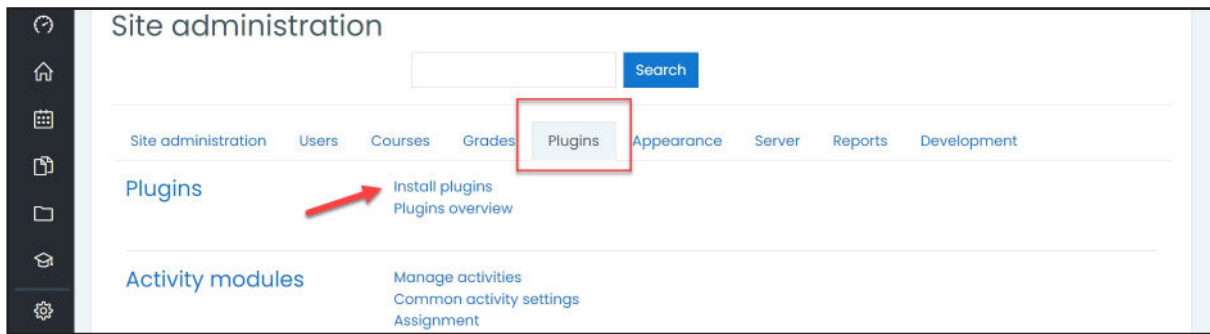 Site administration
Search
Site administration Users Courses Grades Plugins Appearance Server Reports Development
Plugins Install plugins
Plugins overview
Activity modules Manage activities
Common activity settings
Assignment